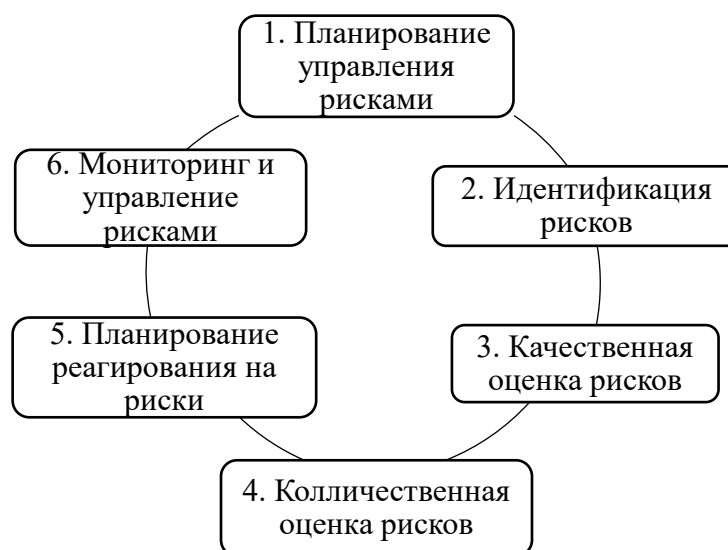 1. Планирование
управления
рисками
2. Идентификация
рисков
3. Качественная
оценка рисков
4. Колличественная
оценка рисков
5. Планирование
реагирования на
риски
6. Мониторинг и
управление
рисками